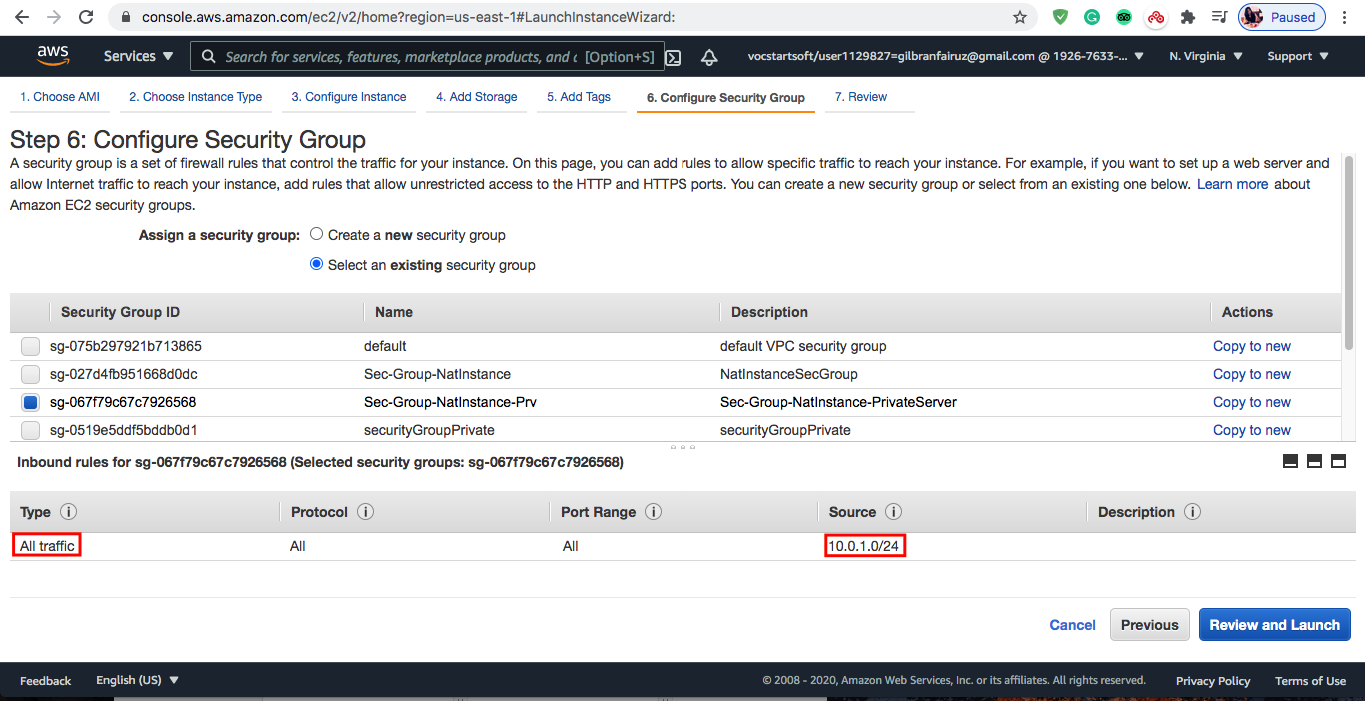 console.aws.amazon.com/ec2/v2/home?region=us-east-1#LaunchInstanceWizard:
Paused
aws
Services
Search for services, features, marketplace products, and d [Option+S]
vocstartsoft/user1129827=gilbranfairuz@gmail.com @ 1926-7633-...
N. Virginia
Support
1. Choose AMI
2. Choose Instance Type
3. Configure Instance
4. Add Storage
5. Add Tags
6. Configure Security Group
7. Review
Step 6: Configure Security Group
A security group is a set of firewall rules that control the traffic for your instance. On this page, you can add rules to allow specific traffic to reach your instance. For example, if you want to set up a web server and
allow Internet traffic to reach your instance, add rules that allow unrestricted access to the HTTP and HTTPS ports. You can create a new security group or select from an existing one below. Learn more about
Amazon EC2 security groups.
Assign a security group: Create a new security group
Select an existing security group
Security Group ID Name Description Actions
sg-075b297921b713865 default default VPC security group Copy to new
sg-027d4fb951668d0dc Sec-Group-NatInstance NatInstanceSecGroup Copy to new
sg-067f79c67c7926568 Sec-Group-NatInstance-Prv Sec-Group-NatInstance-PrivateServer Copy to new
sg-0519e5ddf5bddb0d1 securityGroupPrivate securityGroupPrivate Copy to new
Inbound rules for sg-067f79c67c7926568 (Selected security groups: sg-067f79c67c7926568)
Type Protocol Port Range Source Description
All traffic All All 10.0.1.0/24
Cancel Previous Review and Launch
Feedback English (US) © 2008 - 2020, Amazon Web Services, Inc. or its affiliates. All rights reserved. Privacy Policy Terms of Use